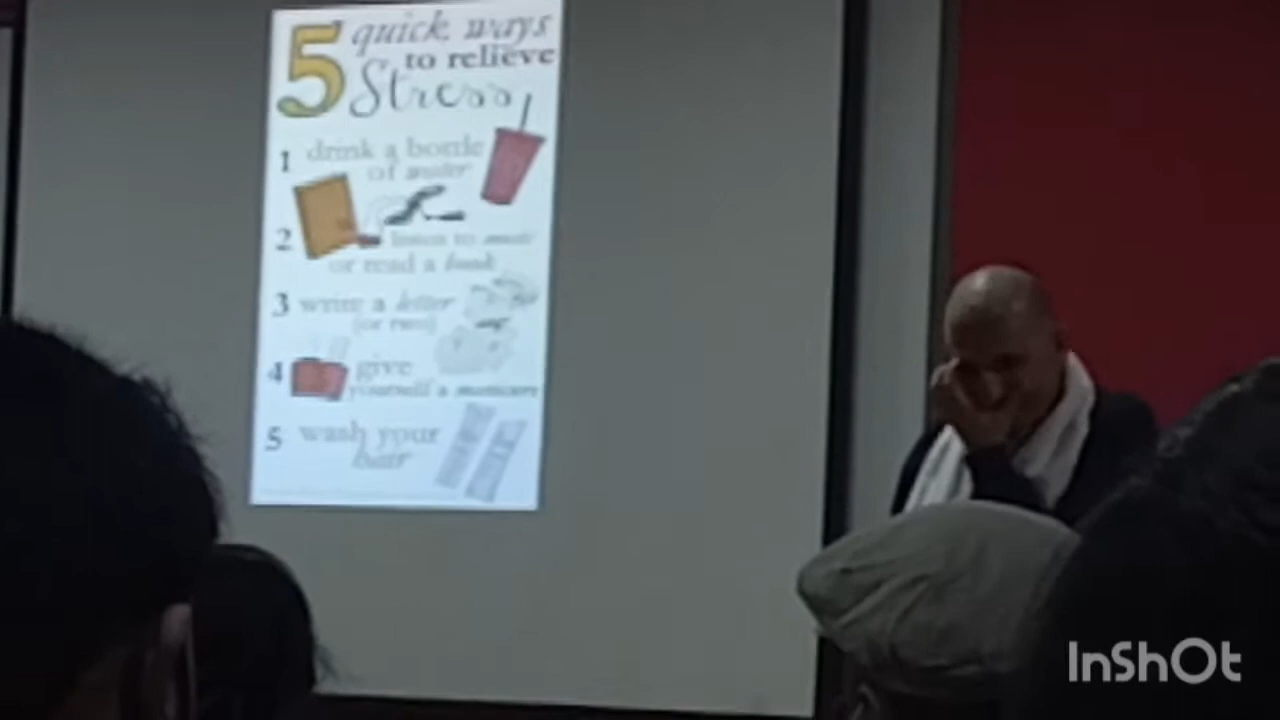 5 quick ways
to relieve
Stress
1 drink a bottle
of water
2 listen to music
or read a book
3 write a letter
(or two)
4 give
yourself a manicure
5 wash your
hair
InShOt